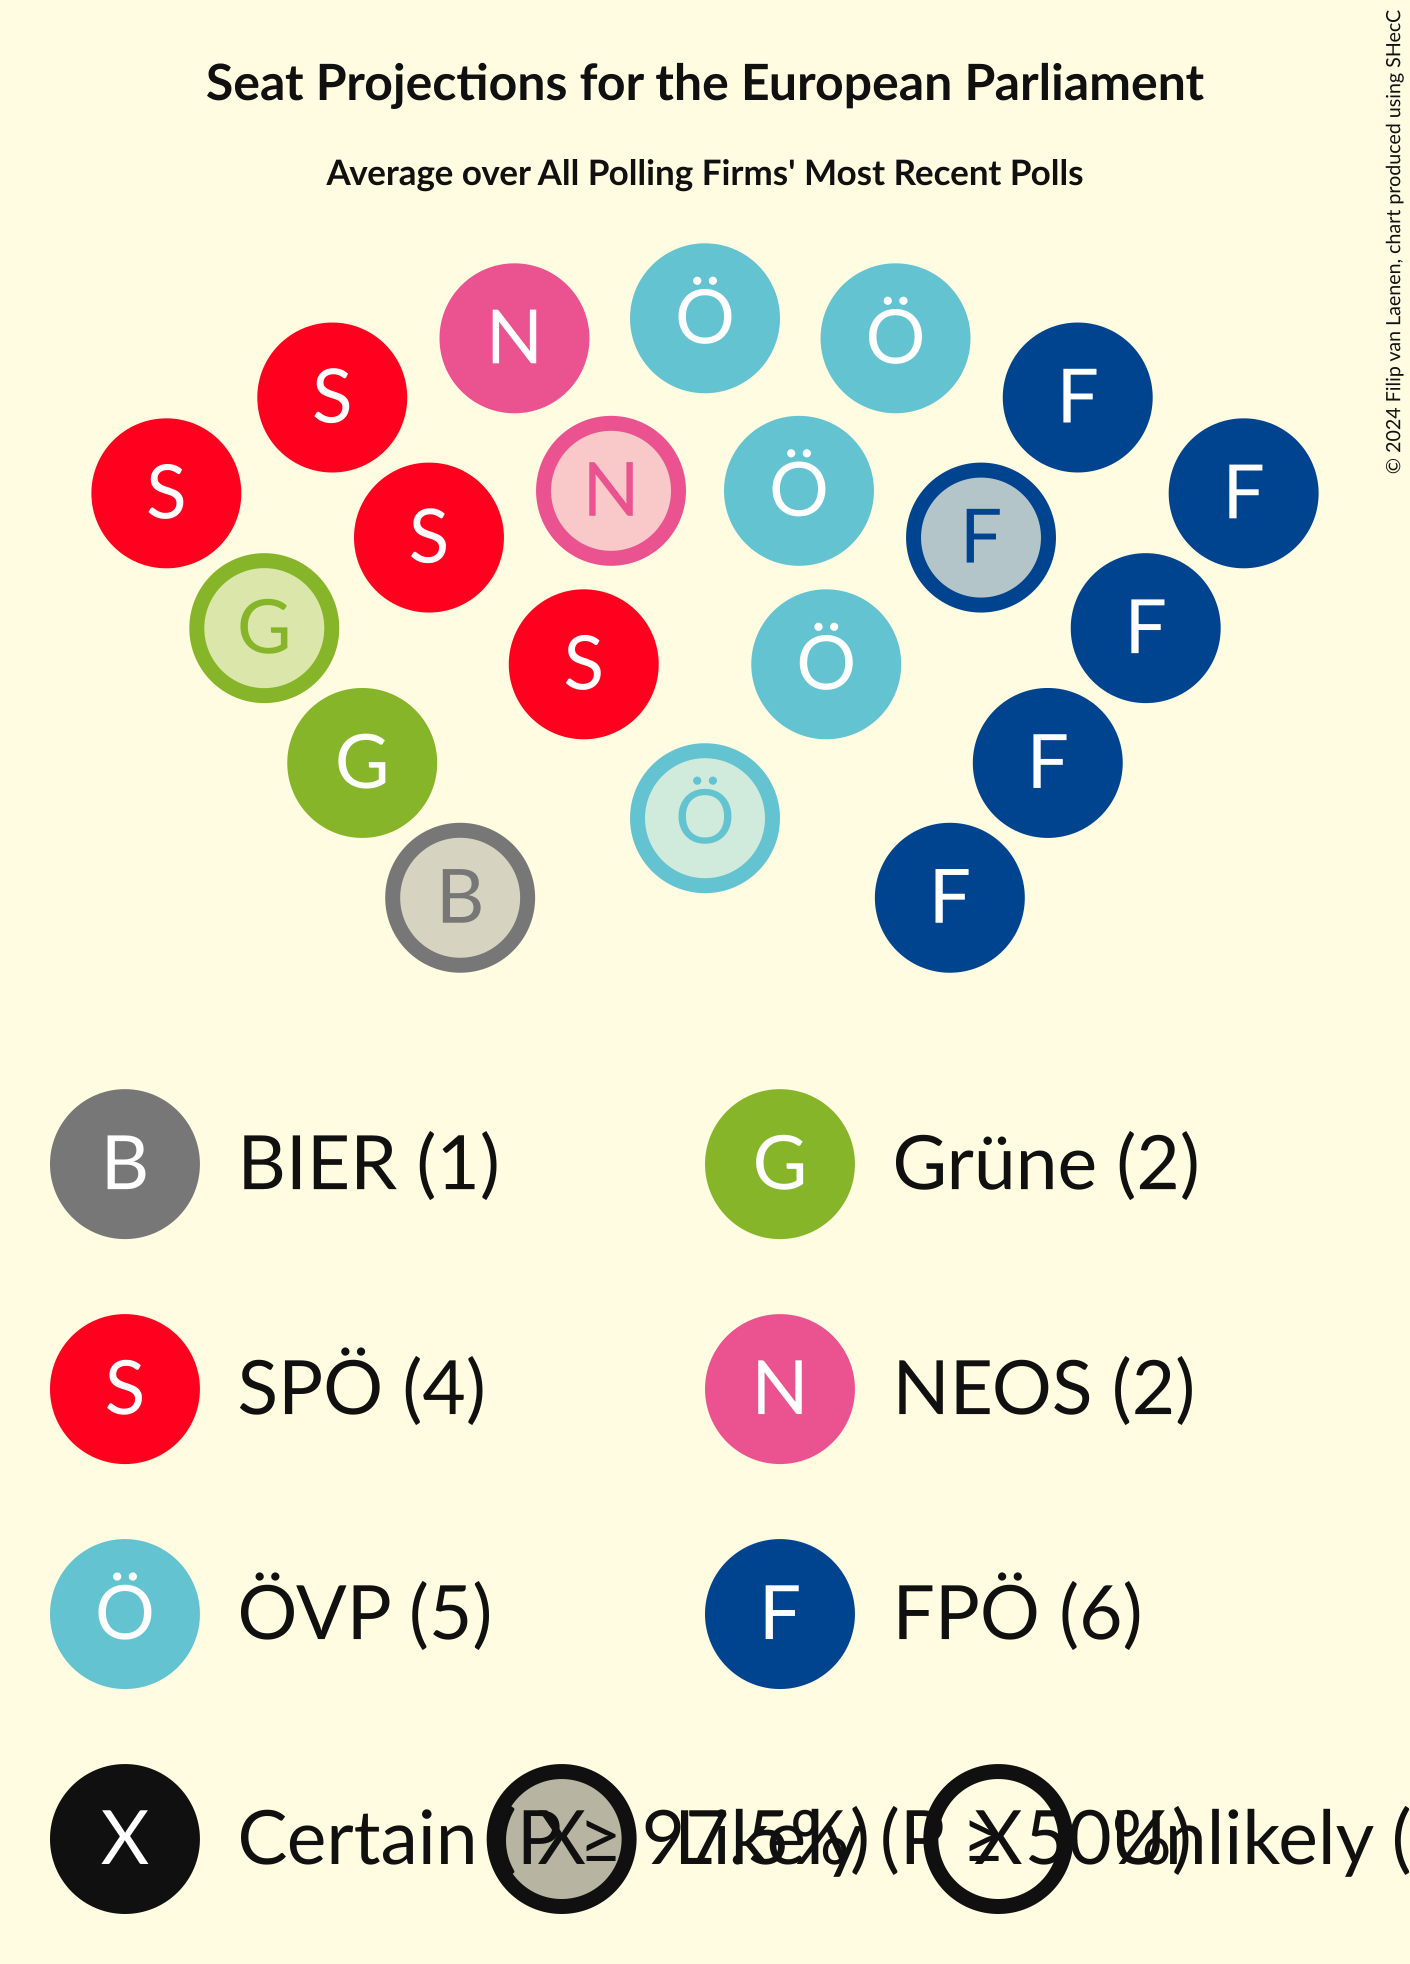 Seat Projections for the European Parliament
Average over All Polling Firms' Most Recent Polls
© 2024 Filip van Laenen, chart produced using SHecC
Ö
N Ö
S F
S N Ö F
S F F
G F
S Ö
G F
Ö
B F
B BIER (1) G Grüne (2)
S SPÖ (4) N NEOS (2)
Ö ÖVP (5) F FPÖ (6)
X Certain (P ≥ 97.5%) X Likely (P ≥ 50%) X Unlikely (